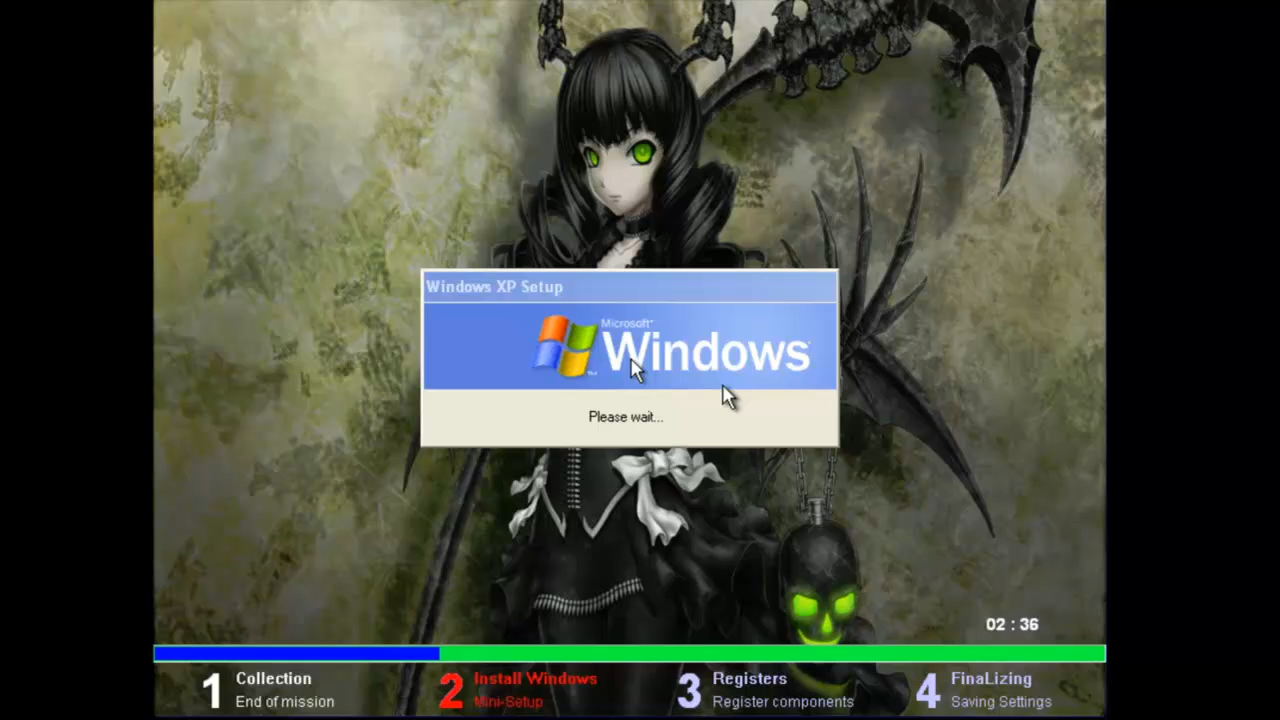 Windows XP Setup
Microsoft
Windows
Please wait...
02 : 36
1 Collection
End of mission
2 Install Windows
Mini-Setup
3 Registers
Register components
4 FinaLizing
Saving Settings